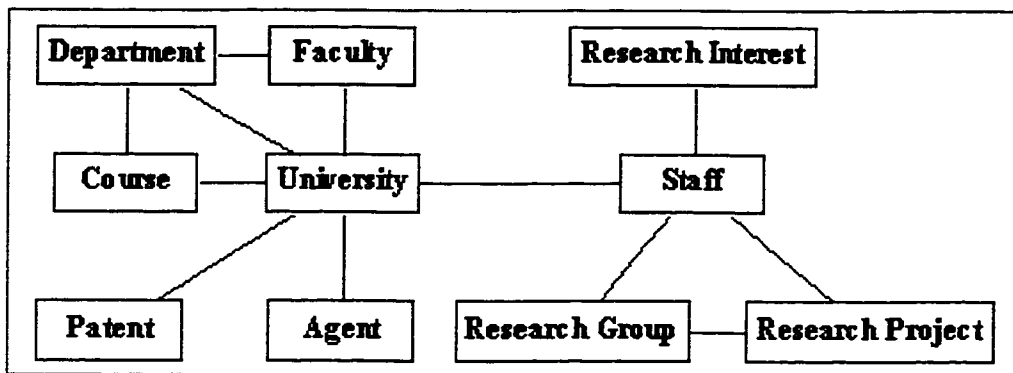 Department
Faculty
Research Interest
Course
University
Staff
Patent
Agent
Research Group
Research Project